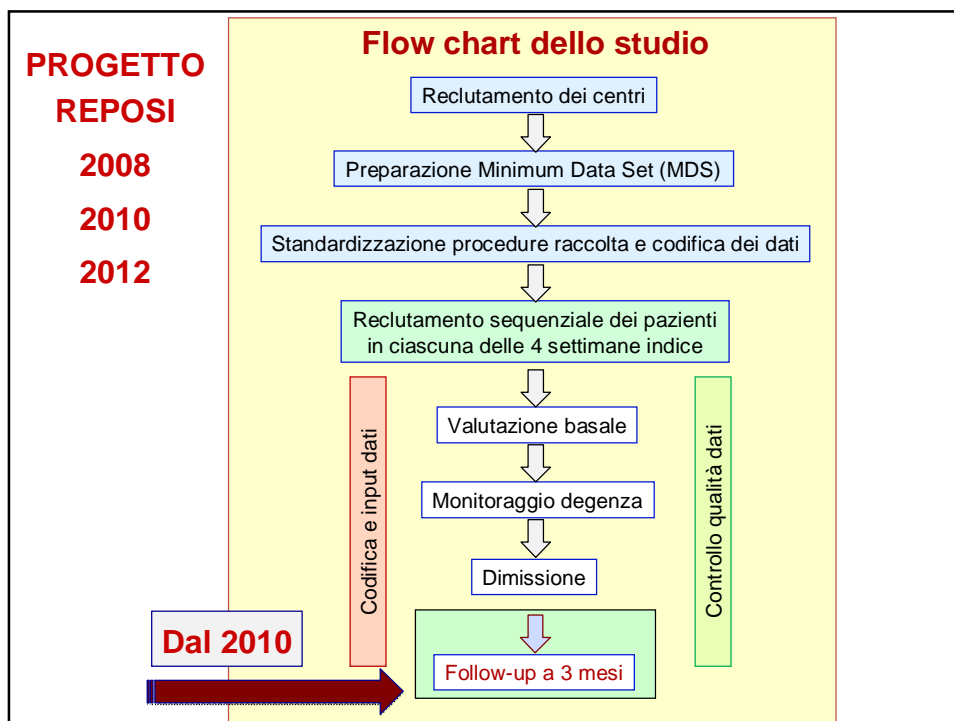 PROGETTO
REPOSI
2008
2010
2012
Flow chart dello studio
Reclutamento dei centri
Preparazione Minimum Data Set (MDS)
Standardizzazione procedure raccolta e codifica dei dati
Reclutamento sequenziale dei pazienti
in ciascuna delle 4 settimane indice
Codifica e input dati
Valutazione basale
Monitoraggio degenza
Dimissione
Controllo qualità dati
Dal 2010
Follow-up a 3 mesi